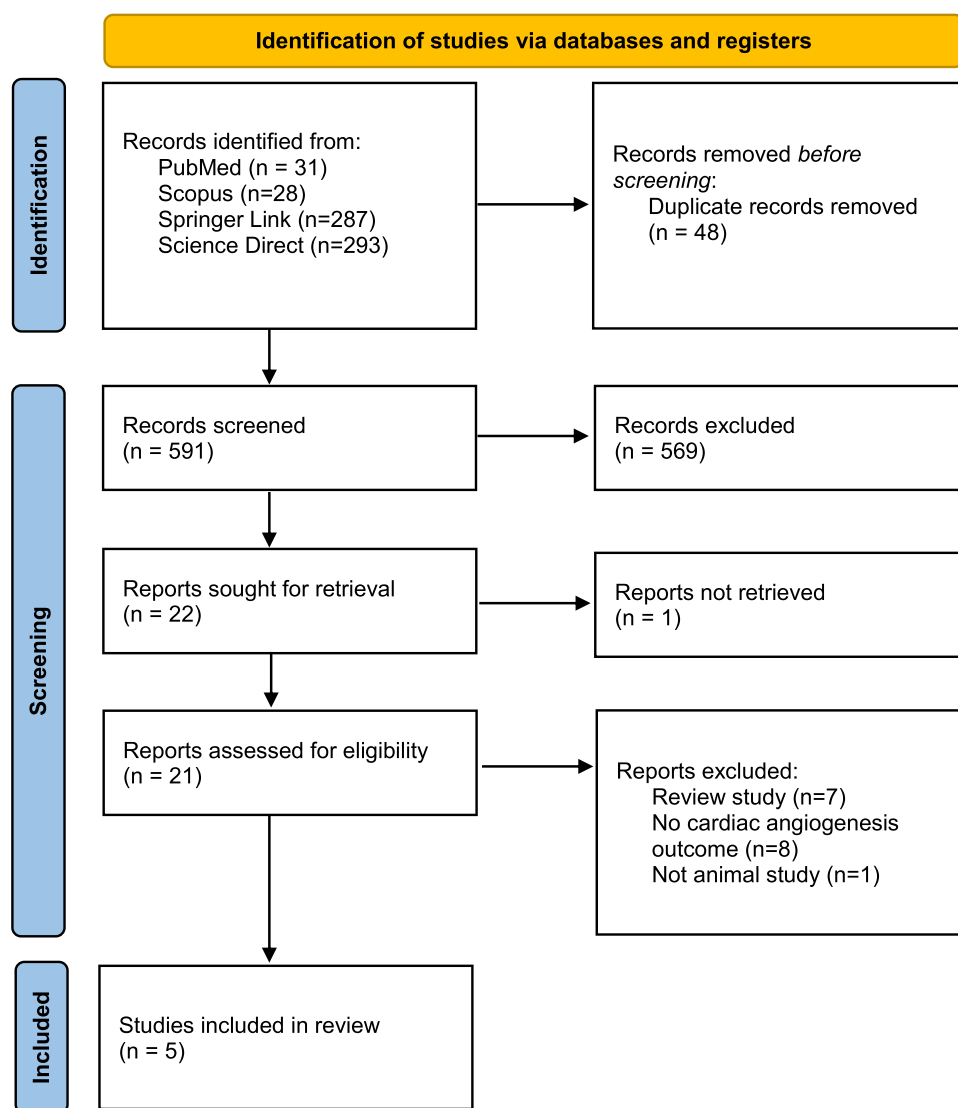 Identification of studies via databases and registers
Identification
Records identified from:
PubMed (n = 31)
Scopus (n=28)
Springer Link (n=287)
Science Direct (n=293)
Records removed before
screening:
Duplicate records removed
(n = 48)
Screening
Records screened
(n = 591)
Records excluded
(n = 569)
Reports sought for retrieval
(n = 22)
Reports not retrieved
(n = 1)
Reports assessed for eligibility
(n = 21)
Reports excluded:
Review study (n=7)
No cardiac angiogenesis
outcome (n=8)
Not animal study (n=1)
Included
Studies included in review
(n = 5)